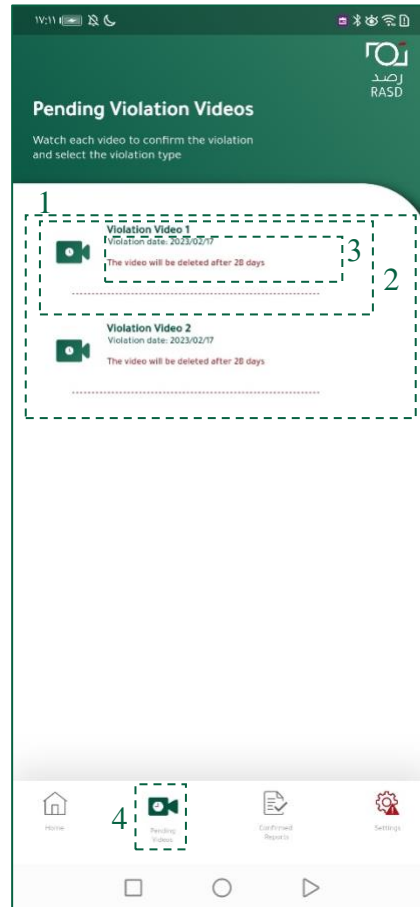 ١٧:١١
رصد
RASD
Pending Violation Videos
Watch each video to confirm the violation
and select the violation type
1
Violation Video 1
Violation date: 2023/02/17
The video will be deleted after 28 days
3
2
Violation Video 2
Violation date: 2023/02/17
The video will be deleted after 28 days
4
Home
Pending
Videos
Confirmed
Reports
Settings